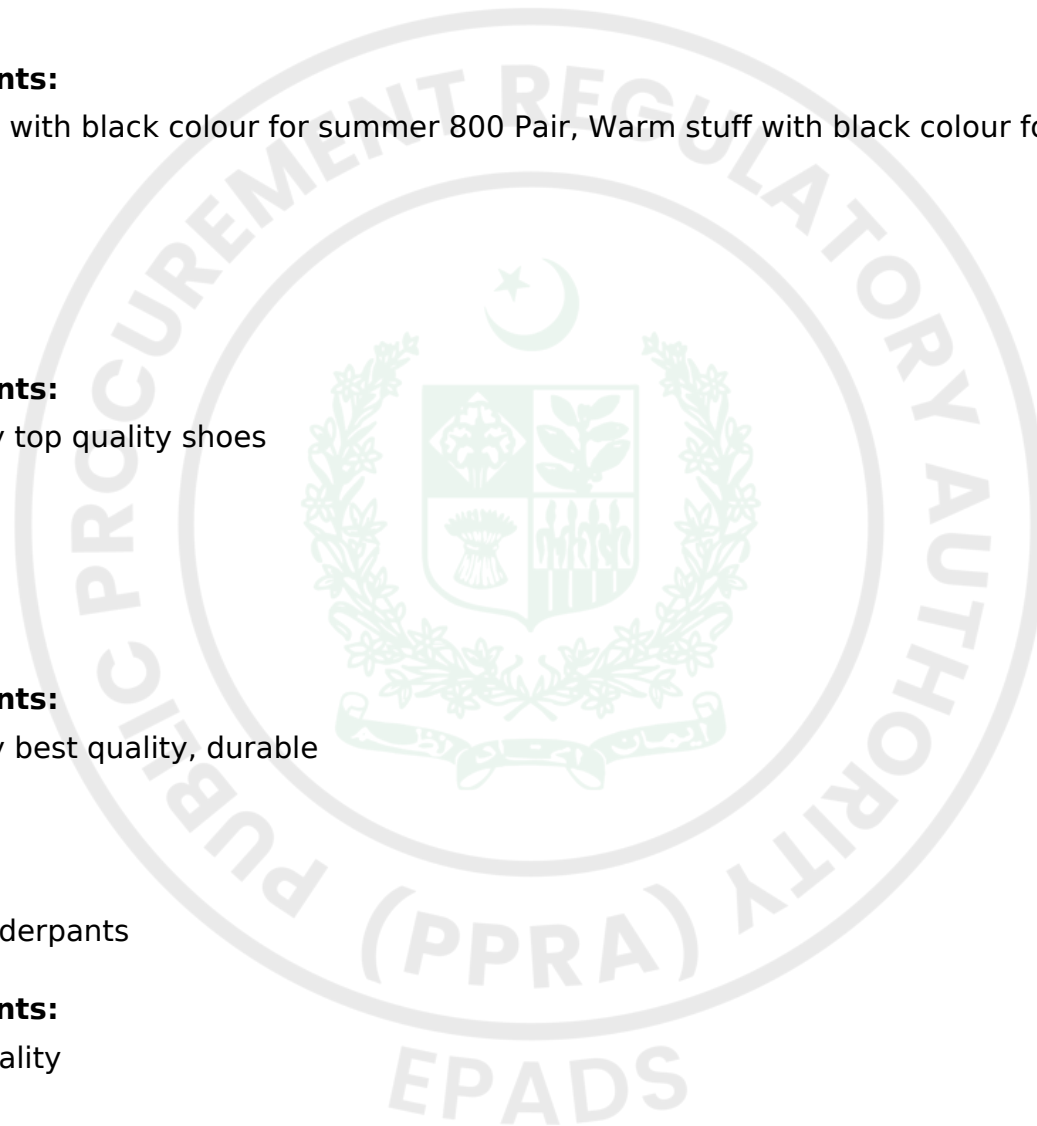 nts:
with black colour for summer 800 Pair, Warm stuff with black colour fo
nts:
y top quality shoes
nts:
y best quality, durable
derpants
nts:
ality
PUBLIC PROCUREMENT REGULATORY AUTHORITY
(PPRA)
EPADS